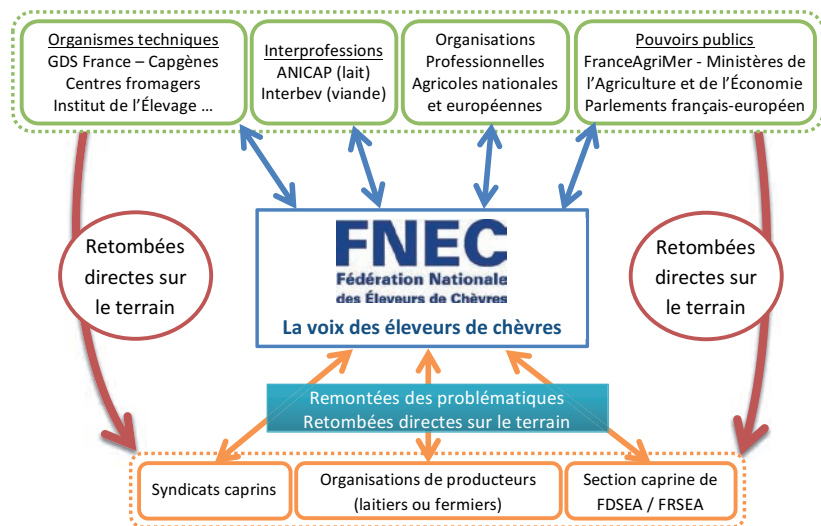 Organismes techniques
GDS France – Capgènes
Centres fromagers
Institut de l'Élevage ...
Interprofessions
ANICAP (lait)
Interbev (viande)
Organisations
Professionnelles
Agricoles nationales
et européennes
Pouvoirs publics
FranceAgriMer - Ministères de
l'Agriculture et de l'Économie
Parlements français-européen
Retombées
directes sur
le terrain
FNEC
Fédération Nationale
des Éleveurs de Chèvres
La voix des éleveurs de chèvres
Retombées
directes sur
le terrain
Remontées des problématiques
Retombées directes sur le terrain
Syndicats caprins
Organisations de producteurs
(laitiers ou fermiers)
Section caprine de
FDSEA / FRSEA